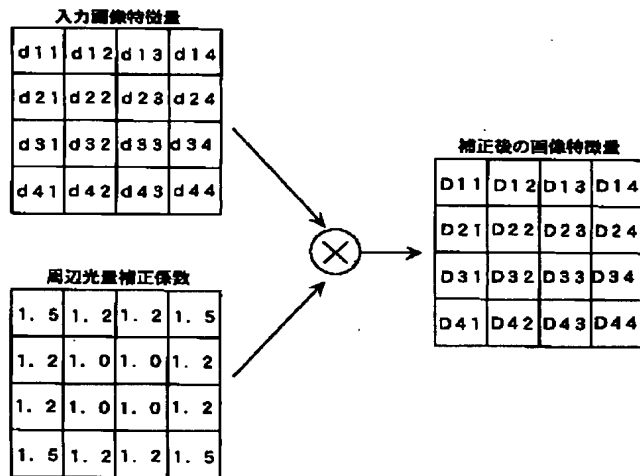 入力画像特徴量
d11 d12 d13 d14
d21 d22 d23 d24
d31 d32 d33 d34
d41 d42 d43 d44
周辺光量補正係数
1.5 1.2 1.2 1.5
1.2 1.0 1.0 1.2
1.2 1.0 1.0 1.2
1.5 1.2 1.2 1.5
補正後の画像特徴量
D11 D12 D13 D14
D21 D22 D23 D24
D31 D32 D33 D34
D41 D42 D43 D44